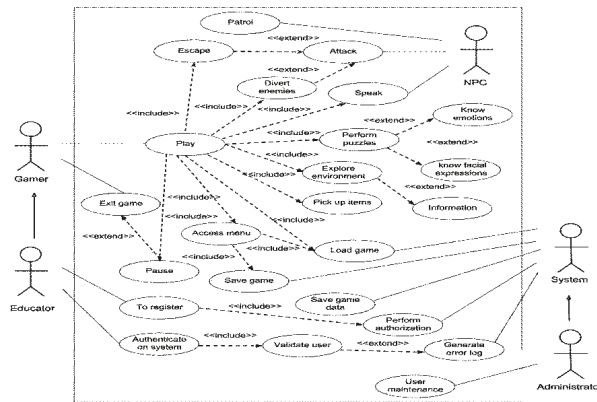 Patrol
<<extend>>
Escape
Attack
<<extend>>
NPC
Divert
enemies
Speak
<<include>>
<<include>>
<<include>>
Know
emotions
<<extend>>
<<include>>
Play
Perform
puzzles
<<extend>>
Gamer
<<include>>
know facial
expressions
Explore
environment
<<include>>
<<extend>>
<<include>>
Exit game
Pick up items
Information
<<include>>
Access menu
<<extend>>
<<include>>
Load game
Pause
Save game
System
Educator
Save game
data
To register
<<include>>
Perform
authorization
Authenticate
on system
<<include>>
Validate user
<<extend>>
Generate
error log
User
maintenance
Administrator